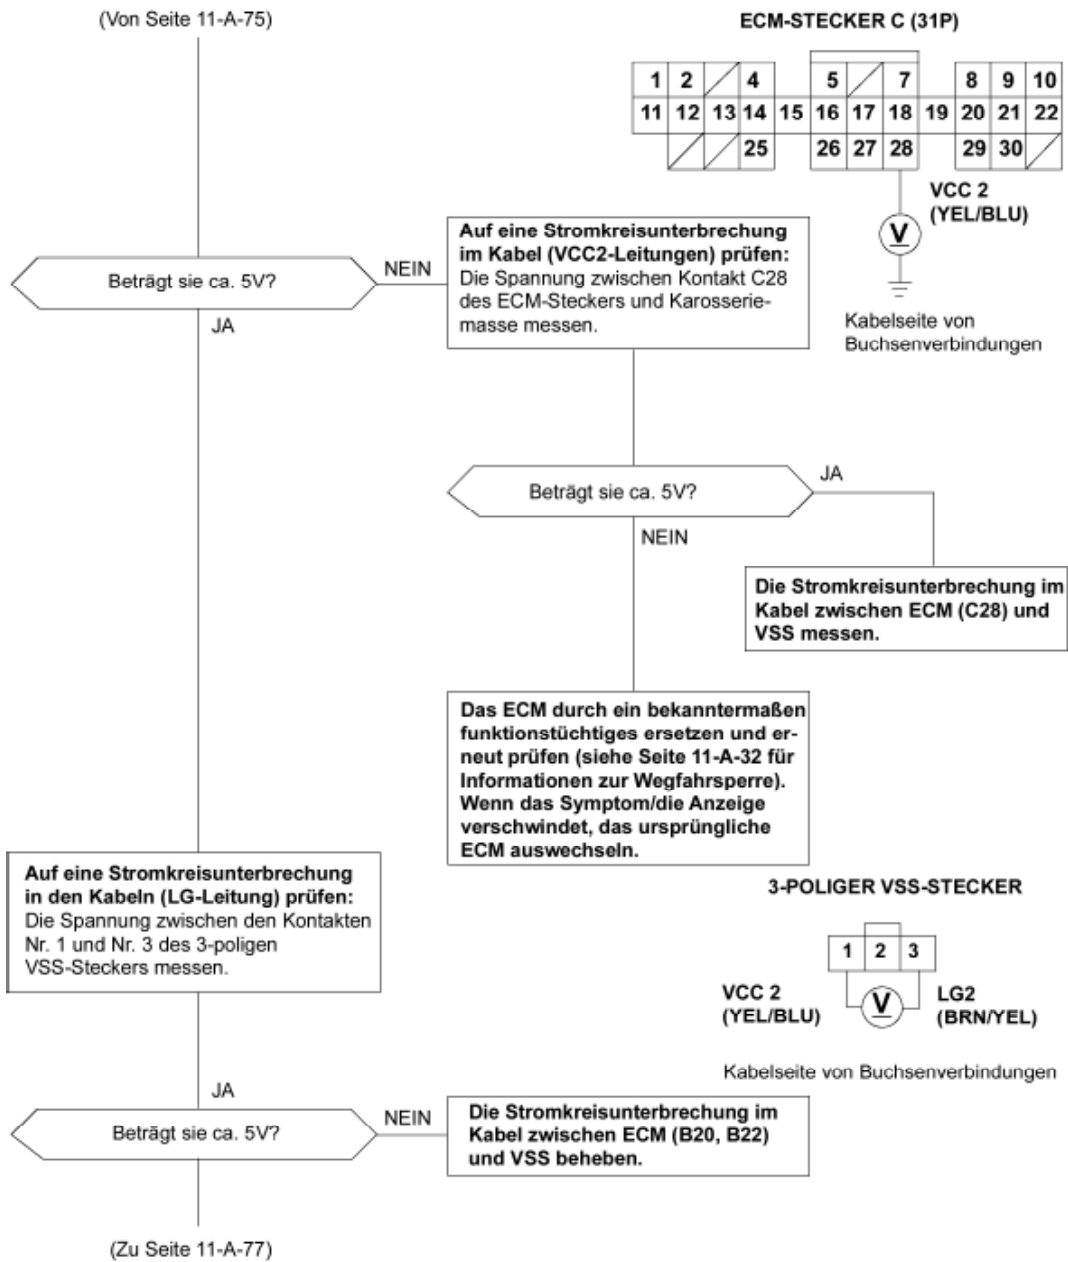 (Von Seite 11-A-75)
ECM-STECKER C (31P)
1 2 4 5 7 8 9 10
11 12 13 14 15 16 17 18 19 20 21 22
25 26 27 28 29 30
VCC 2
(YEL/BLU)
V
Kabelseite von
Buchsenverbindungen
Beträgt sie ca. 5V?
NEIN
JA
Auf eine Stromkreisunterbrechung
im Kabel (VCC2-Leitungen) prüfen:
Die Spannung zwischen Kontakt C28
des ECM-Steckers und Karosserie-
masse messen.
Beträgt sie ca. 5V?
JA
NEIN
Die Stromkreisunterbrechung im
Kabel zwischen ECM (C28) und
VSS messen.
Das ECM durch ein bekanntermaßen
funktionstüchtiges ersetzen und er-
neut prüfen (siehe Seite 11-A-32 für
Informationen zur Wegfahrsperre).
Wenn das Symptom/die Anzeige
verschwindet, das ursprüngliche
ECM auswechseln.
Auf eine Stromkreisunterbrechung
in den Kabeln (LG-Leitung) prüfen:
Die Spannung zwischen den Kontakten
Nr. 1 und Nr. 3 des 3-poligen
VSS-Steckers messen.
3-POLIGER VSS-STECKER
1 2 3
VCC 2
(YEL/BLU)
V
LG2
(BRN/YEL)
Kabelseite von Buchsenverbindungen
JA
Beträgt sie ca. 5V?
NEIN
Die Stromkreisunterbrechung im
Kabel zwischen ECM (B20, B22)
und VSS beheben.
(Zu Seite 11-A-77)